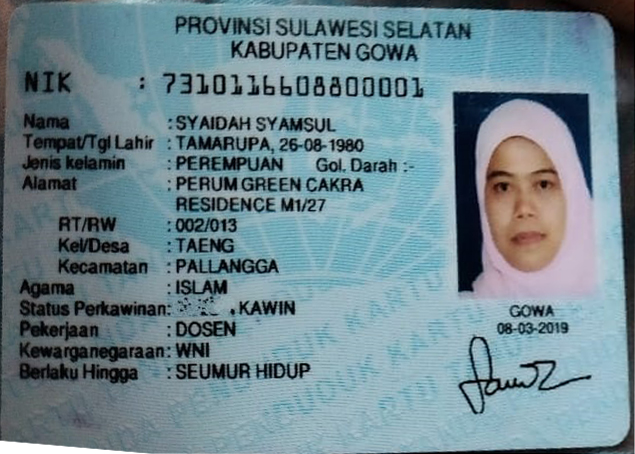 PROVINSI SULAWESI SELATAN
KABUPATEN GOWA
NIK : 7310116608800001
Nama : SYAIDAH SYAMSUL
Tempat/Tgl Lahir : TAMARUPA, 26-08-1980
Jenis kelamin : PEREMPUAN Gol. Darah :-
Alamat : PERUM GREEN CAKRA
RESIDENCE M1/27
RT/RW : 002/013
Kel/Desa : TAENG
Kecamatan : PALLANGGA
Agama : ISLAM
Status Perkawinan: KAWIN
Pekerjaan : DOSEN
Kewarganegaraan: WNI
Berlaku Hingga : SEUMUR HIDUP
GOWA
08-03-2019